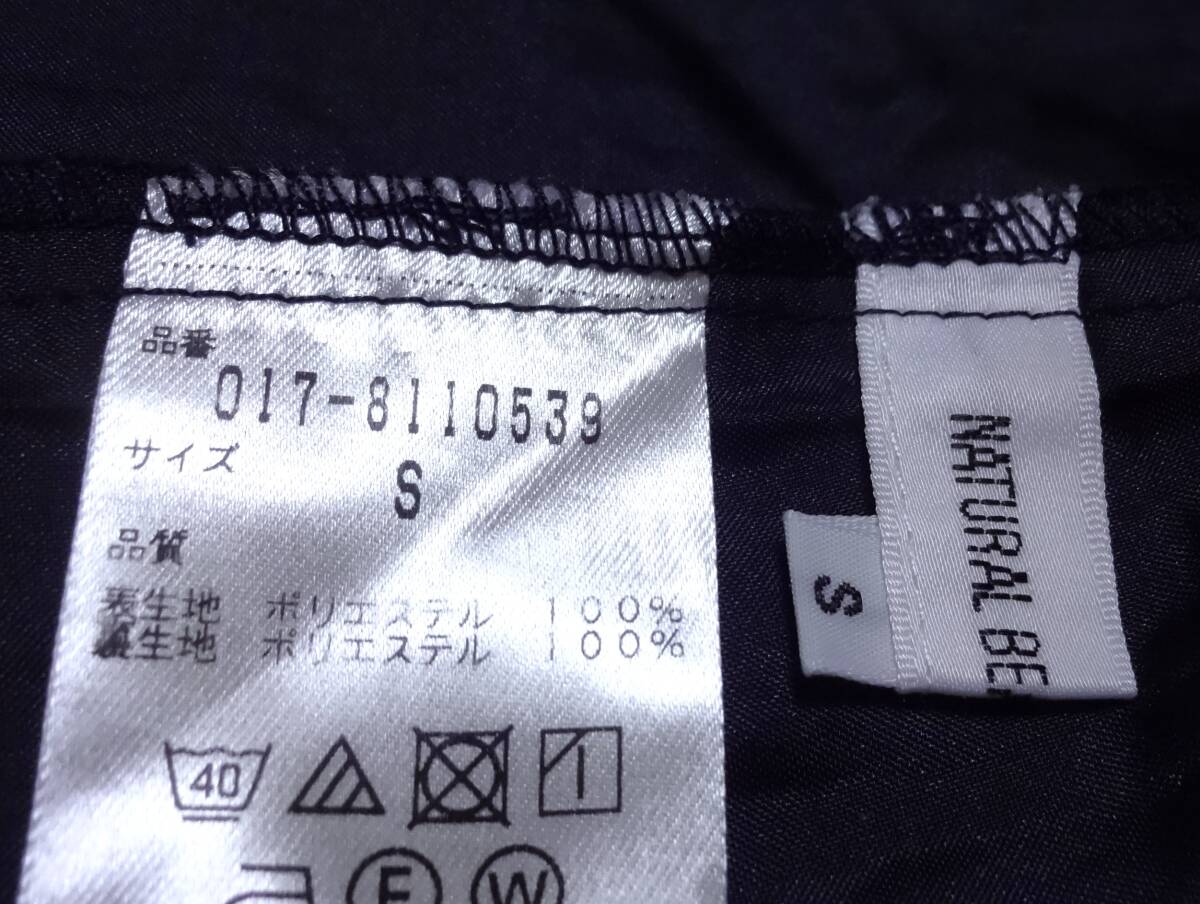 品番
017-8110539
サイズ
S
品質
表生地 ポリエステル 100%
裏生地 ポリエステル 100%
40
F W
S
NATURAL BEA